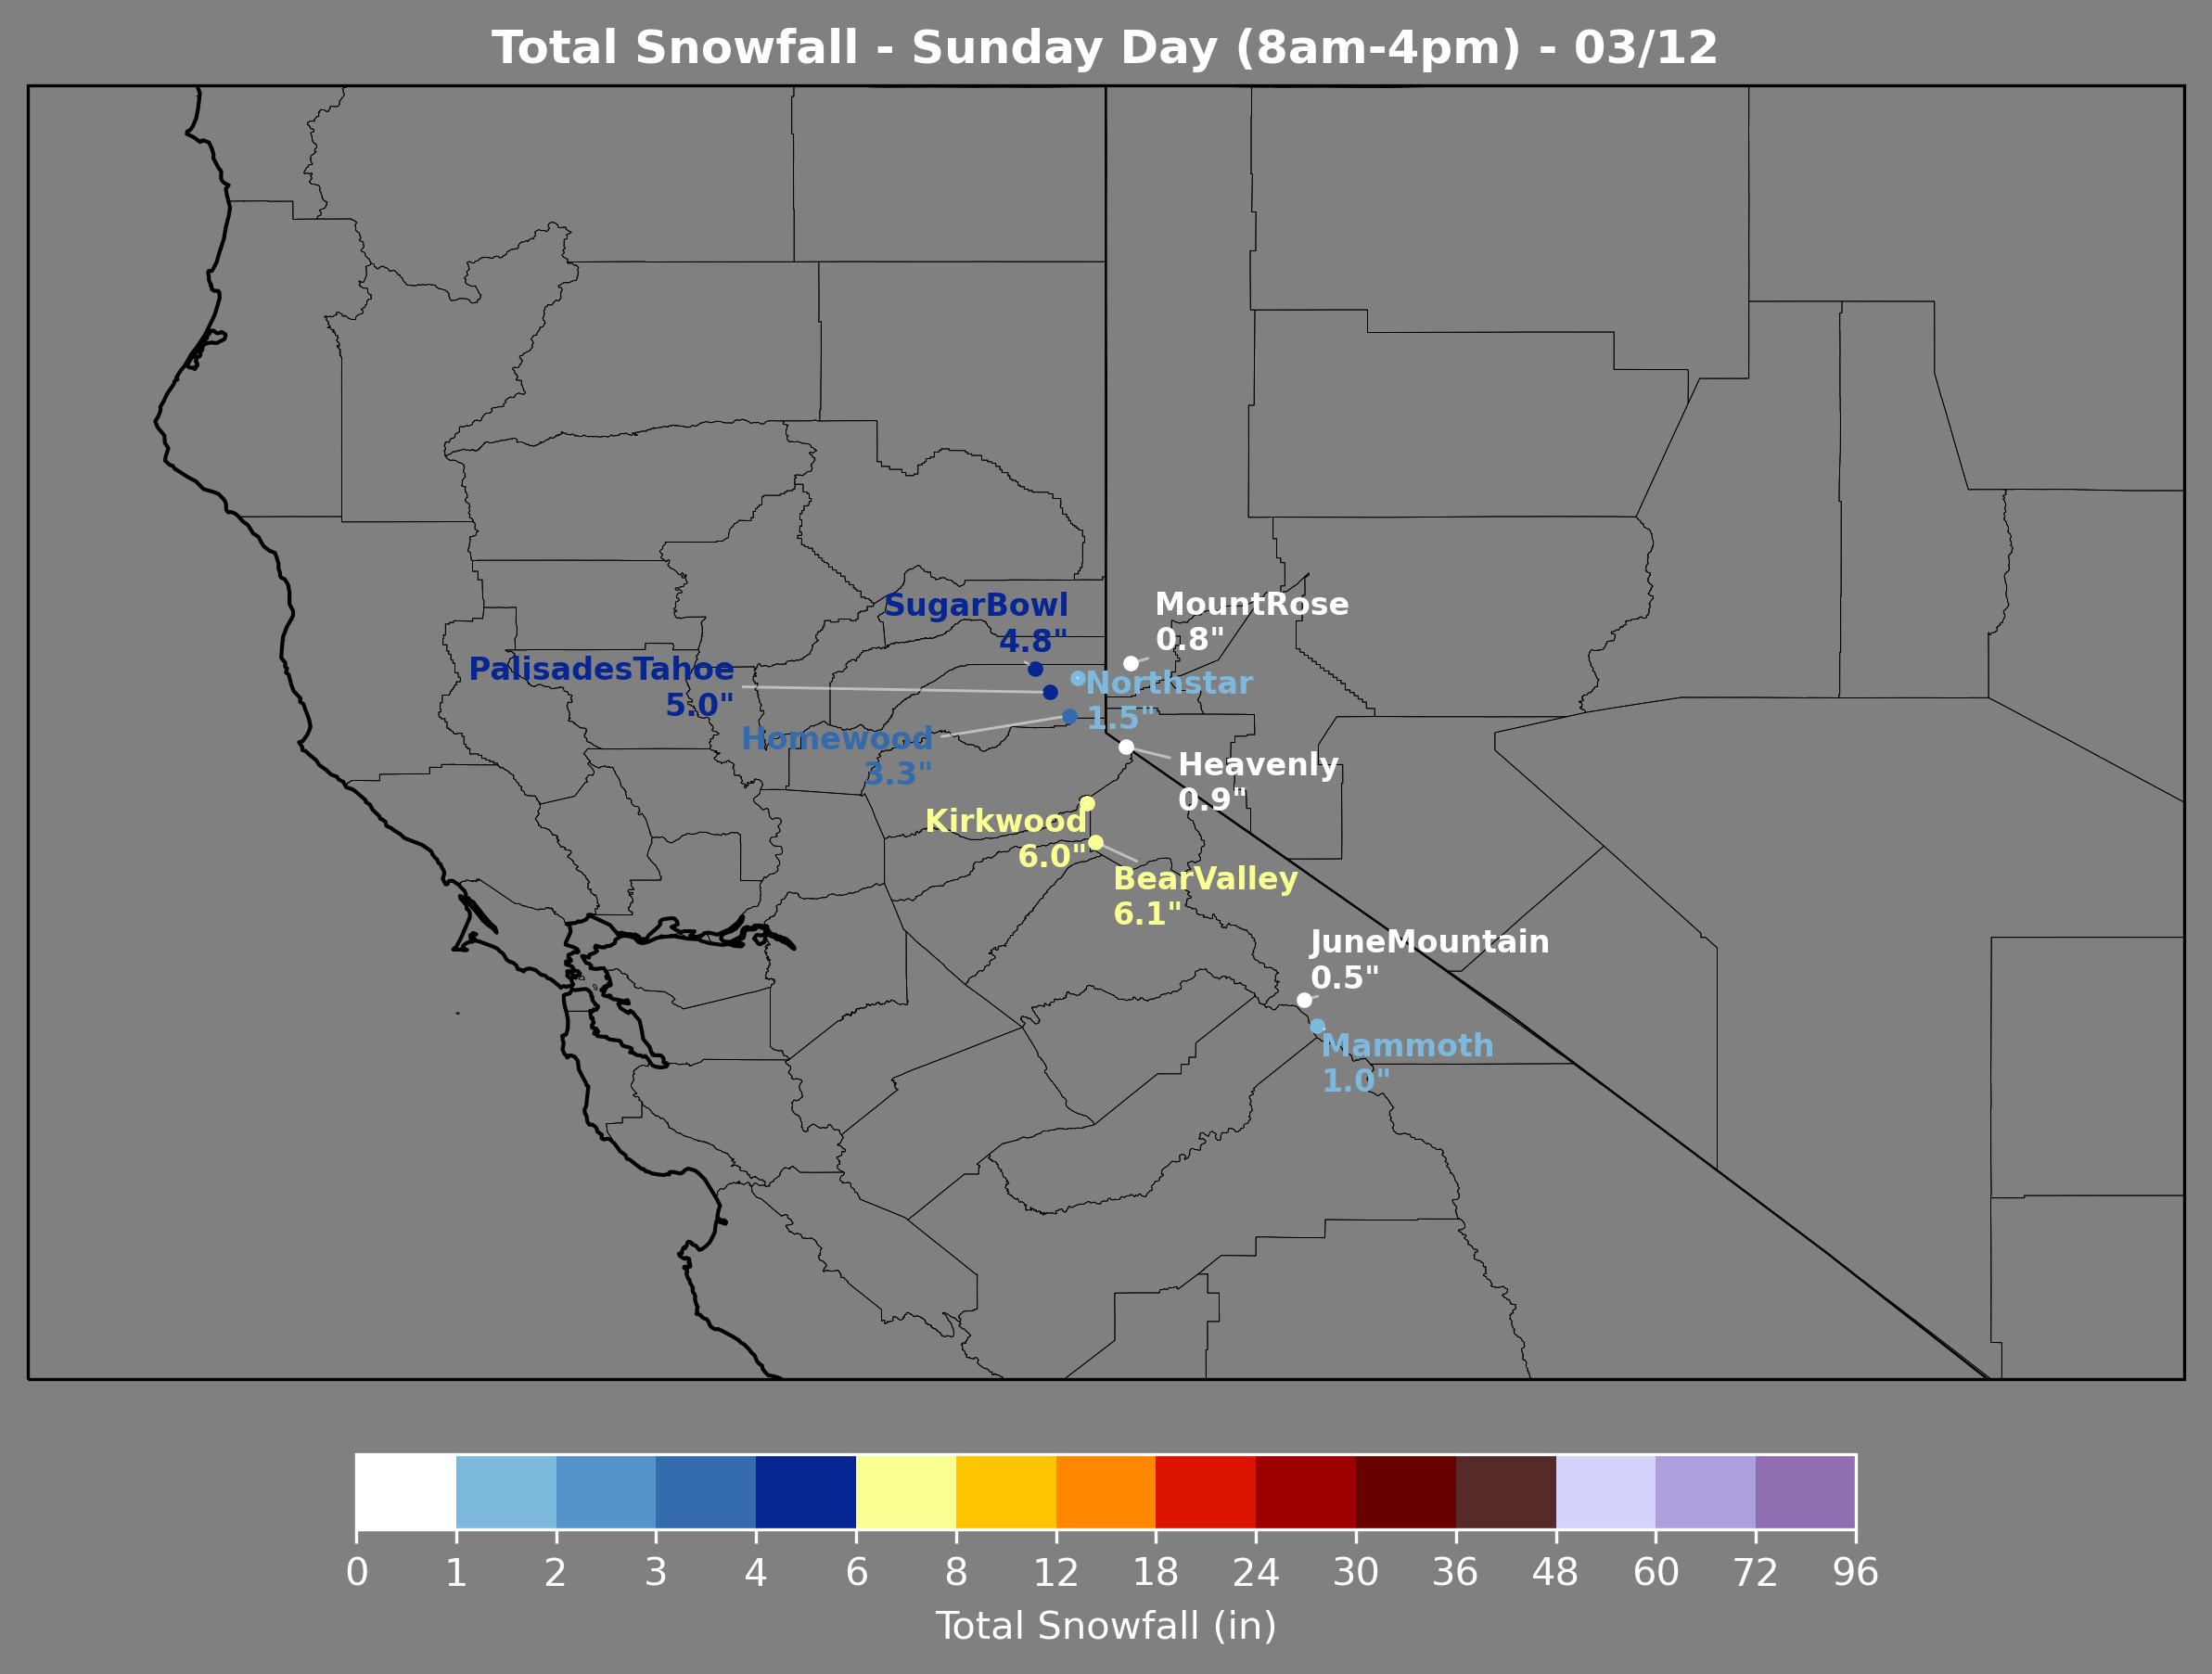 Total Snowfall - Sunday Day (8am-4pm) - 03/12
SugarBowl
4.8"
MountRose
0.8"
PalisadesTahoe
5.0"
Northstar
1.5"
Homewood
3.3"
Heavenly
0.9"
Kirkwood
6.0"
BearValley
6.1"
JuneMountain
0.5"
Mammoth
1.0"
0 1 2 3 4 6 8 12 18 24 30 36 48 60 72 96
Total Snowfall (in)